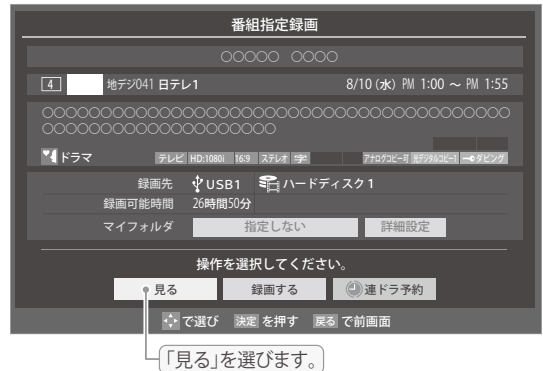 番組指定録画
○○○○○ ○○○○
4 地デジ041 日テレ1 8/10 (水) PM 1:00 ~ PM 1:55
○○○○○○○○○○○○○○○○○○○○○○○○○○○○○○○○○○○○○○○○
○○○○○○○○○○○○○○○○○○○○
ドラマ テレビ HD:1080i 16:9 ステレオ 字 アナログコピー可 光デジタルコピー1 ダビング
録画先 USB1 ハードディスク1
録画可能時間 26時間50分
マイフォルダ 指定しない 詳細設定
操作を選択してください。
見る 録画する 連ドラ予約
で選び 決定 を押す 戻る で前画面
「見る」を選びます。